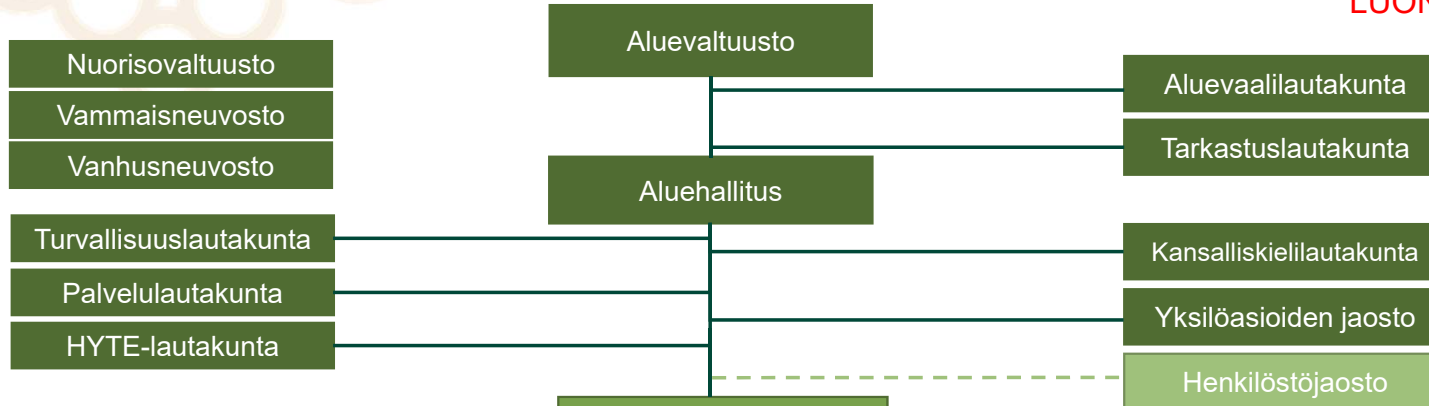 Aluevaltuusto
Nuorisovaltuusto
Vammaisneuvosto
Vanhusneuvosto
Aluevaalilautakunta
Tarkastuslautakunta
Aluehallitus
Turvallisuuslautakunta
Palvelulautakunta
HYTE-lautakunta
Kansalliskielilautakunta
Yksilöasioiden jaosto
Henkilöstöjaosto